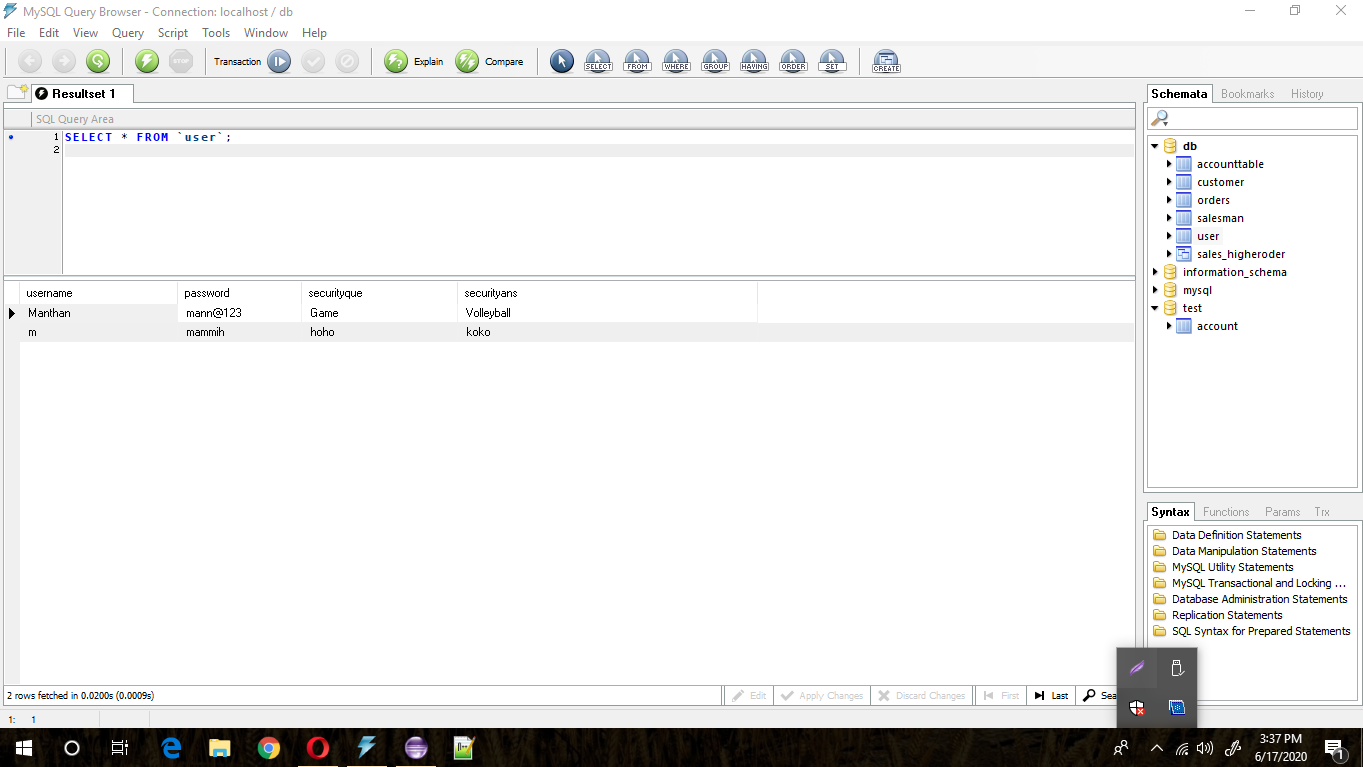 MySQL Query Browser - Connection: localhost / db
File Edit View Query Script Tools Window Help
STOP Transaction Explain Compare SELECT FROM WHERE GROUP HAVING ORDER SET CREATE
Resultset 1
SQL Query Area
1 SELECT * FROM `user`;
2
username password securityque securityans
Manthan mann@123 Game Volleyball
m mammih hoho koko
2 rows fetched in 0.0200s (0.0009s)
Edit Apply Changes Discard Changes First Last Sea
1: 1
Schemata Bookmarks History
db
accounttable
customer
orders
salesman
user
sales_higheroder
information_schema
mysql
test
account
Syntax Functions Params Trx
Data Definition Statements
Data Manipulation Statements
MySQL Utility Statements
MySQL Transactional and Locking ...
Database Administration Statements
Replication Statements
SQL Syntax for Prepared Statements
3:37 PM
6/17/2020
1